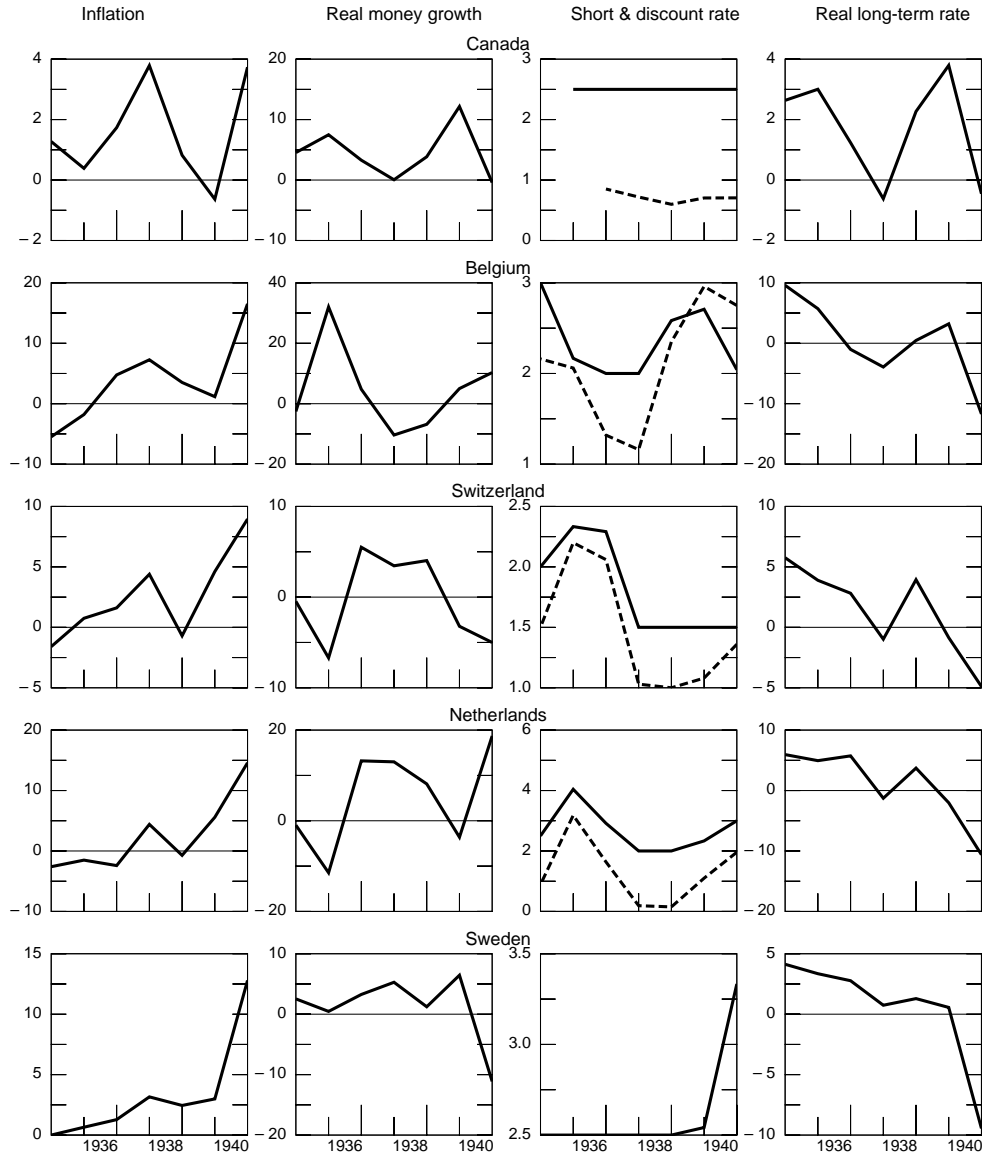 Inflation Real money growth Short & discount rate Real long-term rate
Canada
4 20 3 4
2 10 2 2
0 0 1 0
– 2 – 10 0 – 2
Belgium
20 40 3 10
10 20 0
0 0 2 – 10
– 10 – 20 1 – 20
Switzerland
10 10 2.5 10
5 2.0 5
0 0 1.5 0
– 5 – 10 1.0 – 5
Netherlands
20 20 6 10
10 4 0
0 0 2 – 10
– 10 – 20 0 – 20
Sweden
15 10 3.5 5
10 0 3.0 0
5 – 10 – 5
0 – 20 2.5 – 10
1936 1938 1940 1936 1938 1940 1936 1938 1940 1936 1938 1940